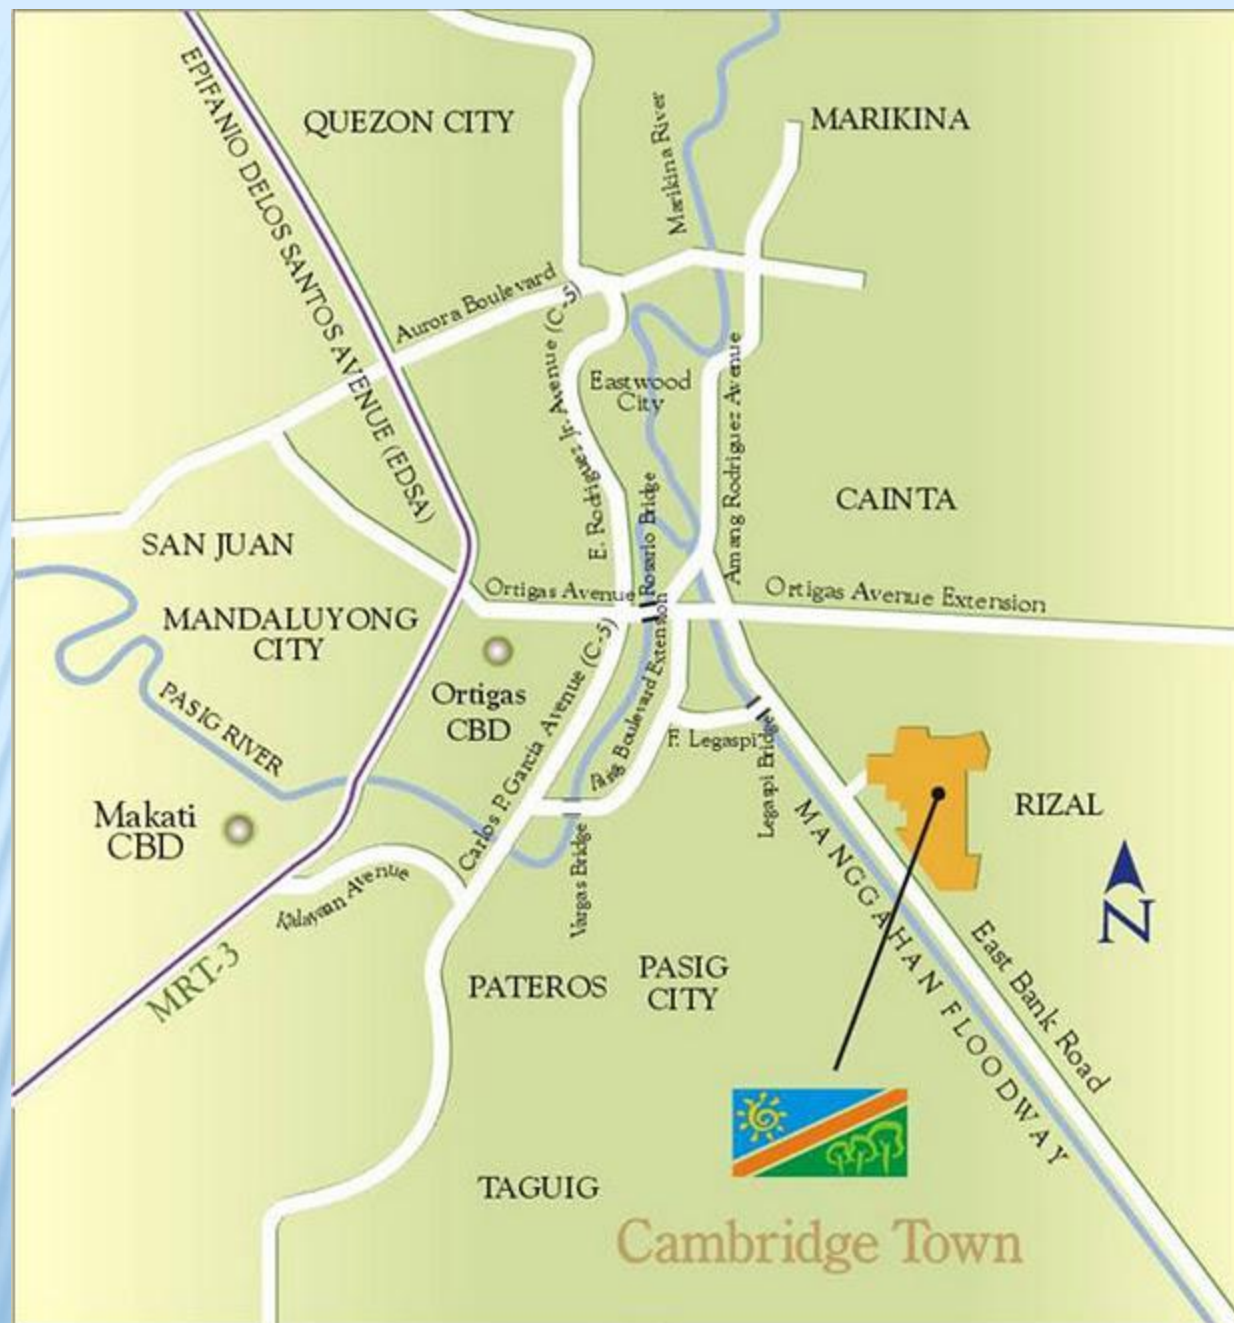 QUEZON CITY
MARIKINA
Marikina River
EPIFANIO DELOS SANTOS AVENUE (EDSA)
Aurora Boulevard
E. Rodriguez Jr. Avenue (C-5)
Eastwood
City
Amang Rodriguez Avenue
CAINTA
Rosario Bridge
SAN JUAN
Ortigas Avenue
Ortigas Avenue Extension
MANDALUYONG
CITY
PASIG RIVER
Ortigas
CBD
Carlos P. Garcia Avenue (C-5)
Boulevard Extension
F. Legaspi
Legaspi Bridge
RIZAL
Makati
CBD
Vargas Bridge
Kalayaan Avenue
MANGGAHAN FLOODWAY
N
East Bank Road
MRT-3
PATEROS
PASIG
CITY
TAGUIG
Cambridge Town